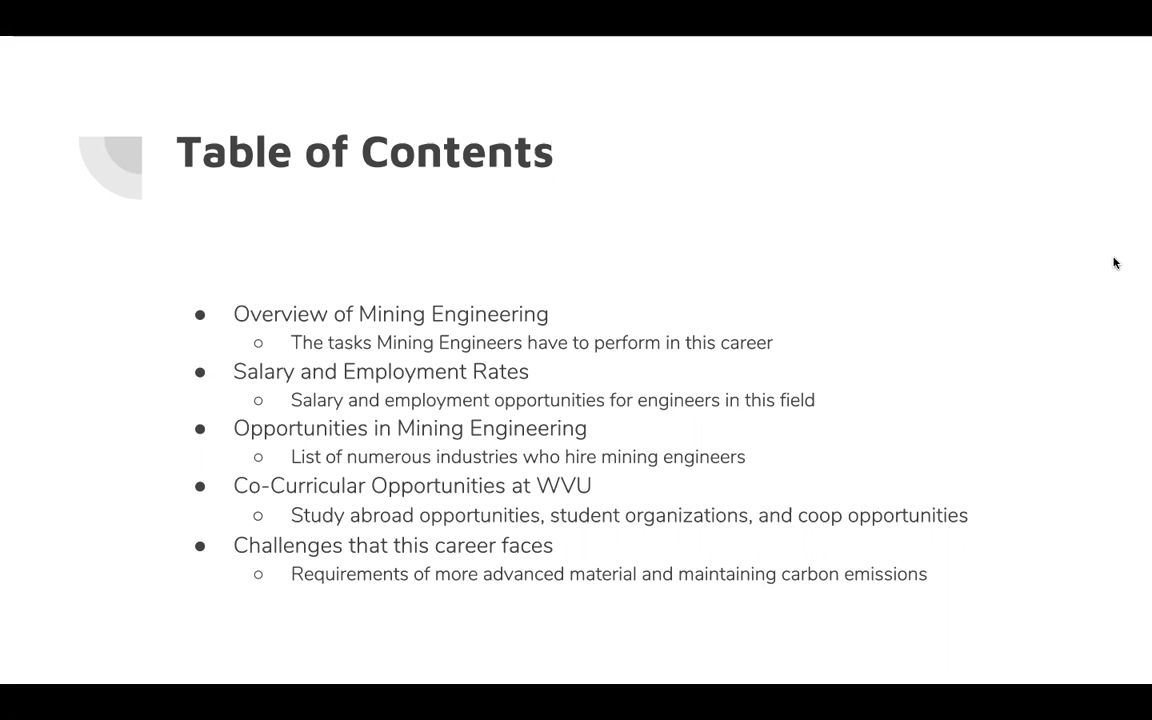 Table of Contents
● Overview of Mining Engineering
○ The tasks Mining Engineers have to perform in this career
● Salary and Employment Rates
○ Salary and employment opportunities for engineers in this field
● Opportunities in Mining Engineering
○ List of numerous industries who hire mining engineers
● Co-Curricular Opportunities at WVU
○ Study abroad opportunities, student organizations, and coop opportunities
● Challenges that this career faces
○ Requirements of more advanced material and maintaining carbon emissions